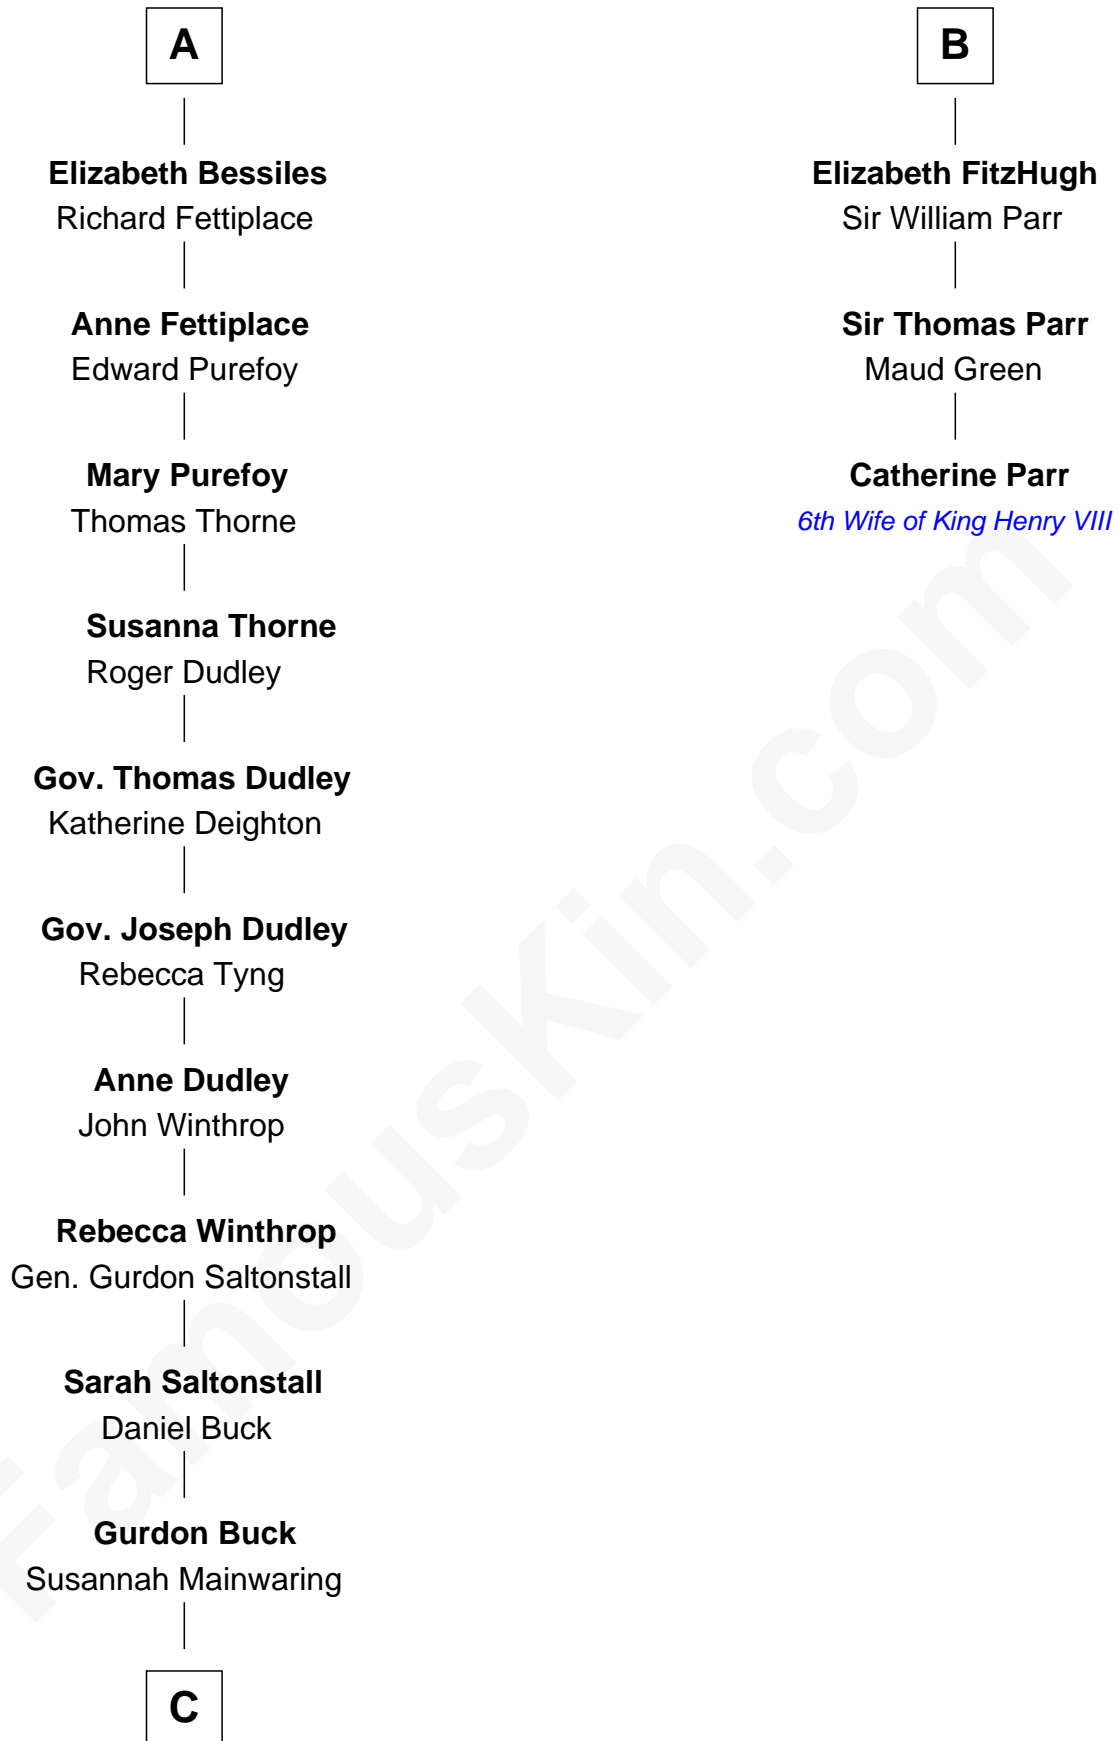 A
Elizabeth Bessiles
Richard Fettiplace
Anne Fettiplace
Edward Purefoy
Mary Purefoy
Thomas Thorne
Susanna Thorne
Roger Dudley
Gov. Thomas Dudley
Katherine Deighton
Gov. Joseph Dudley
Rebecca Tyng
Anne Dudley
John Winthrop
Rebecca Winthrop
Gen. Gurdon Saltonstall
Sarah Saltonstall
Daniel Buck
Gurdon Buck
Susannah Mainwaring
C
B
Elizabeth FitzHugh
Sir William Parr
Sir Thomas Parr
Maud Green
Catherine Parr
6th Wife of King Henry VIII
FamousKin.com